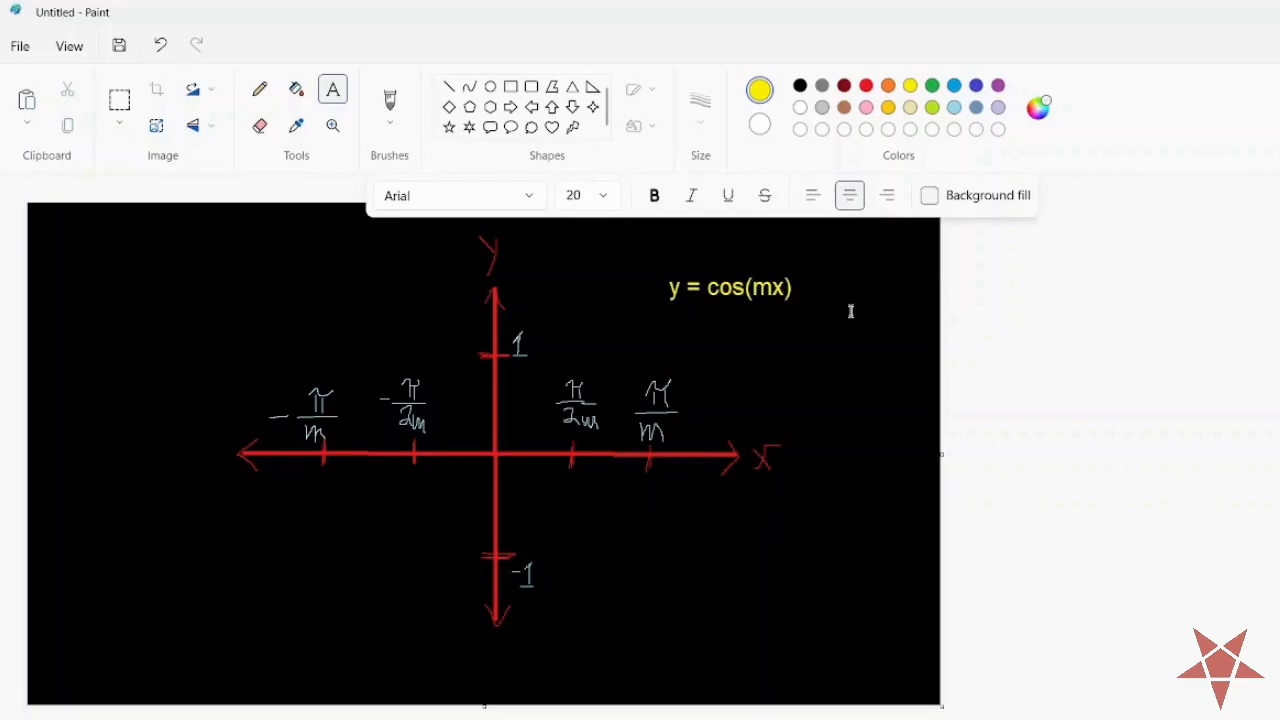 Untitled - Paint
File View
Clipboard Image Tools Brushes Shapes Size Colors
A
Arial 20 B I U S Background fill
y
y = cos(mx)
1
-π/m -π/2m π/2m π/m
x
-1